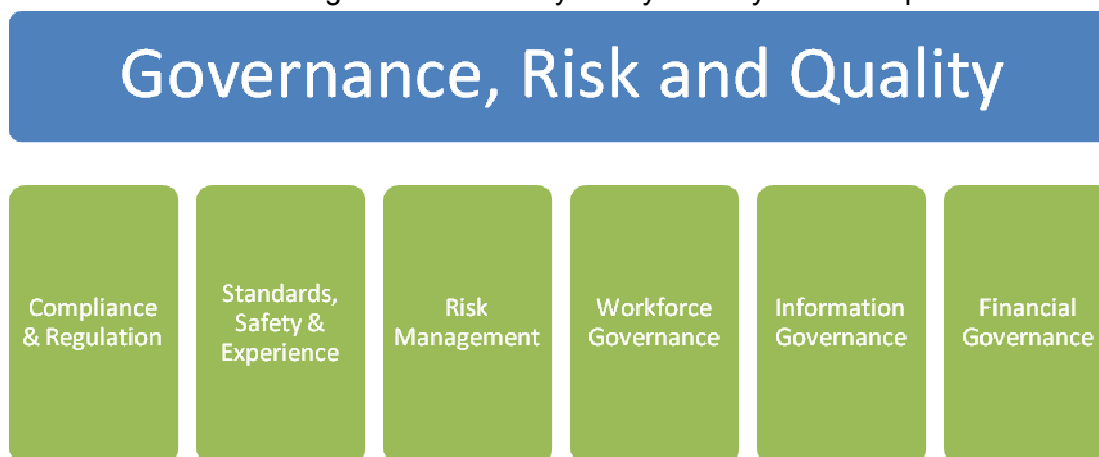 Governance, Risk and Quality
Compliance
& Regulation
Standards,
Safety &
Experience
Risk
Management
Workforce
Governance
Information
Governance
Financial
Governance